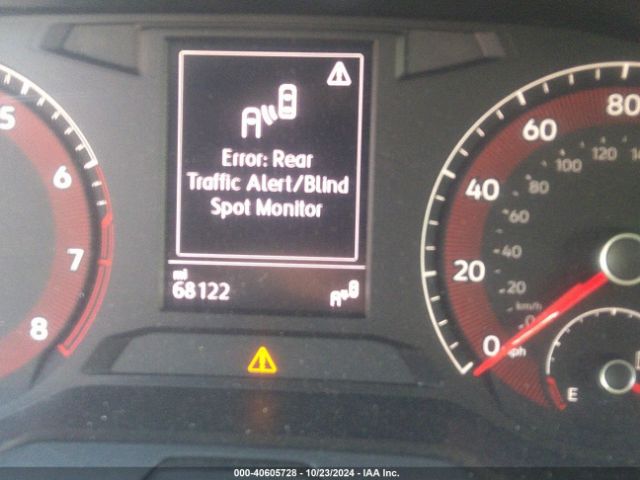 Error: Rear
Traffic Alert/Blind
Spot Monitor
mi
68122
5
6
7
8
80
60
40
20
0
mph
120
100
80
60
40
20
0
km/h
E
000-40605728 - 10/23/2024 - IAA Inc.